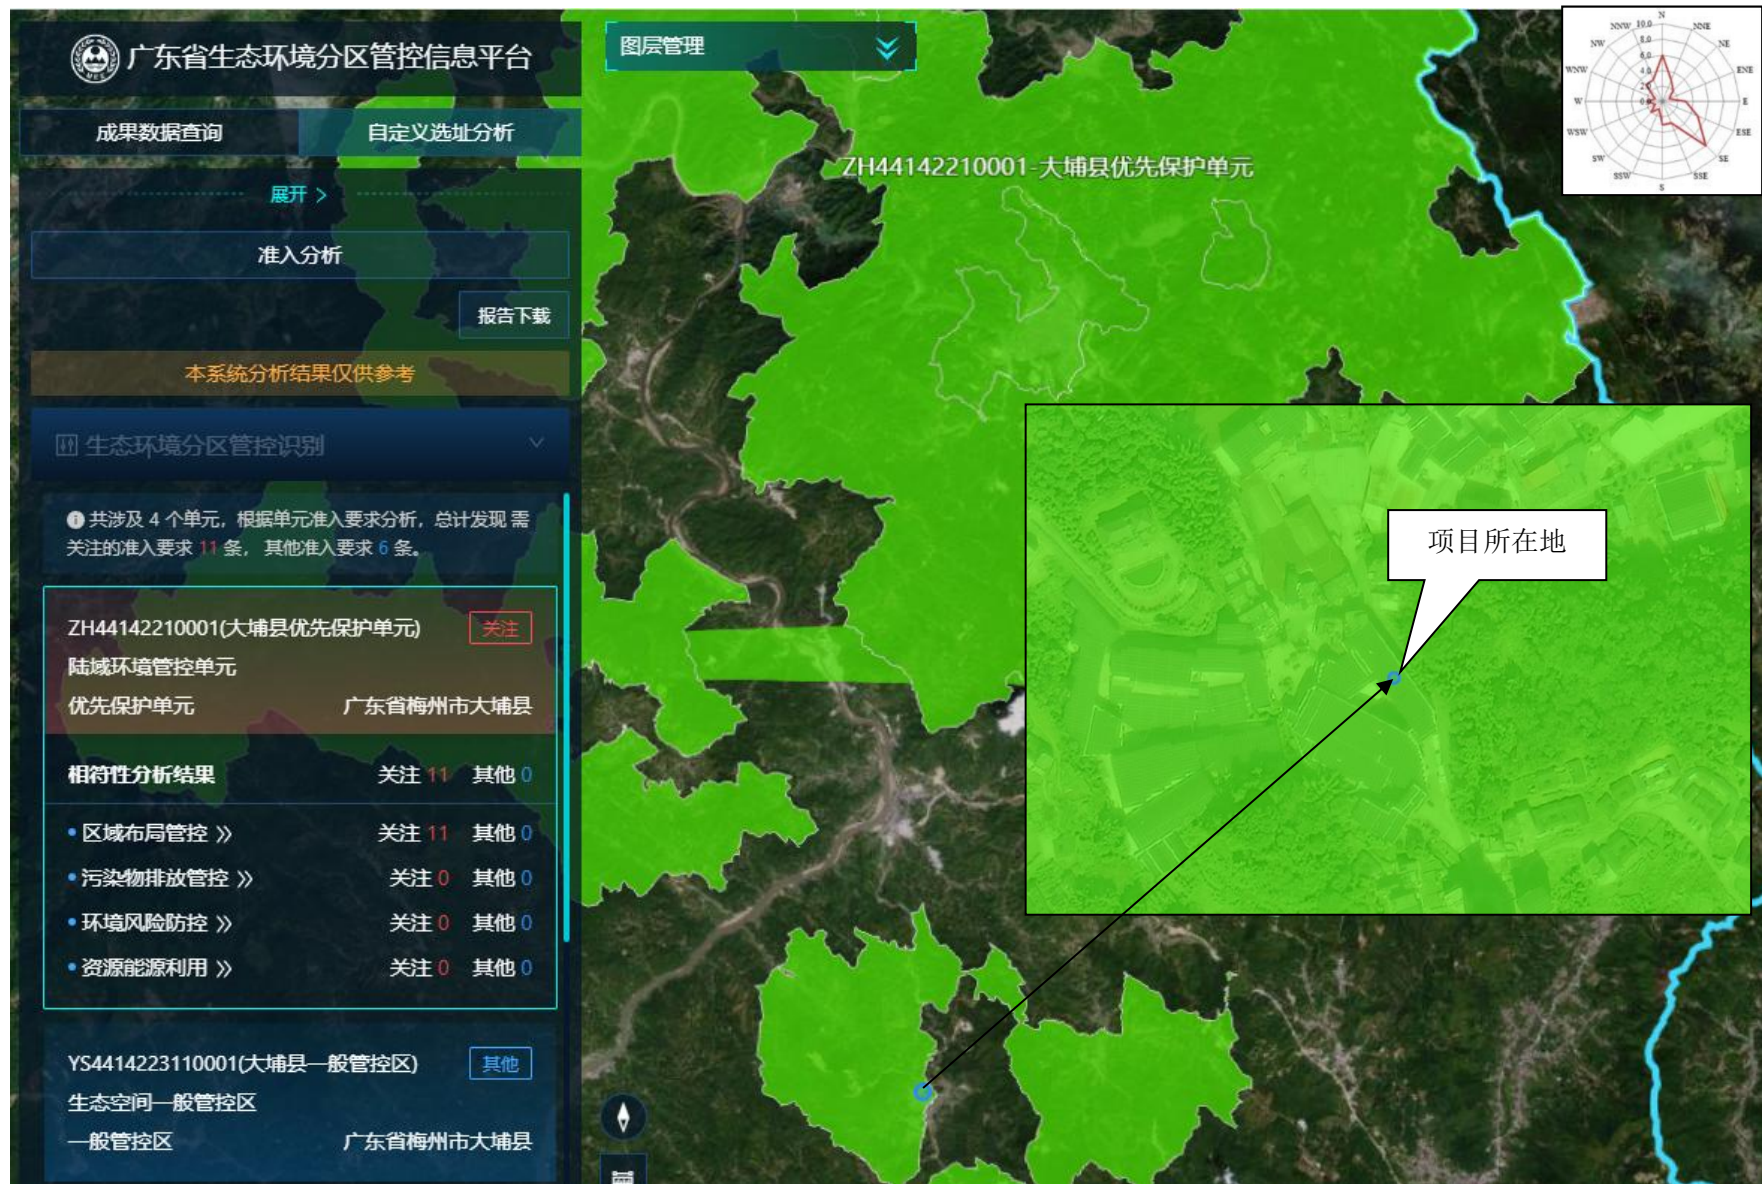 广东省生态环境分区管控信息平台
图层管理
成果数据查询
自定义选址分析
展开 >
准入分析
报告下载
本系统分析结果仅供参考
生态环境分区管控识别
共涉及 4 个单元，根据单元准入要求分析，总计发现 需
关注的准入要求 11 条， 其他准入要求 6 条。
ZH44142210001(大埔县优先保护单元) 关注
陆域环境管控单元
优先保护单元 广东省梅州市大埔县
相符性分析结果 关注 11 其他 0
• 区域布局管控 》 关注 11 其他 0
• 污染物排放管控 》 关注 0 其他 0
• 环境风险防控 》 关注 0 其他 0
• 资源能源利用 》 关注 0 其他 0
YS4414223110001(大埔县一般管控区) 其他
生态空间一般管控区
一般管控区 广东省梅州市大埔县
ZH44142210001-大埔县优先保护单元
项目所在地
N
NNW 10.0 NNE
NW 8.0 NE
6.0
WNW 4.0 ENE
2.0
W 0.0 E
WSW ESE
SW SE
SSW SSE
S